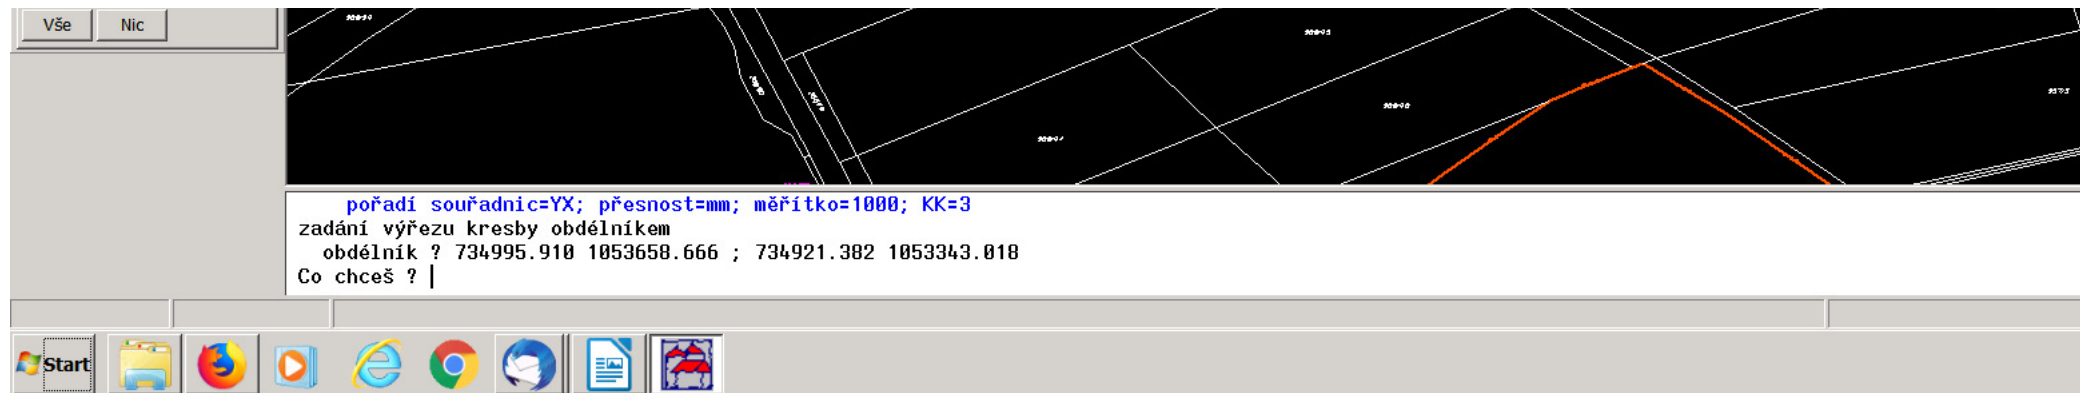 Vše Nic
pořadí souřadnic=YX; přesnost=mm; měřítko=1000; KK=3
zadání výřezu kresby obdélníkem
obdélník ? 734995.910 1053658.666 ; 734921.382 1053343.018
Co chceš ?
Start